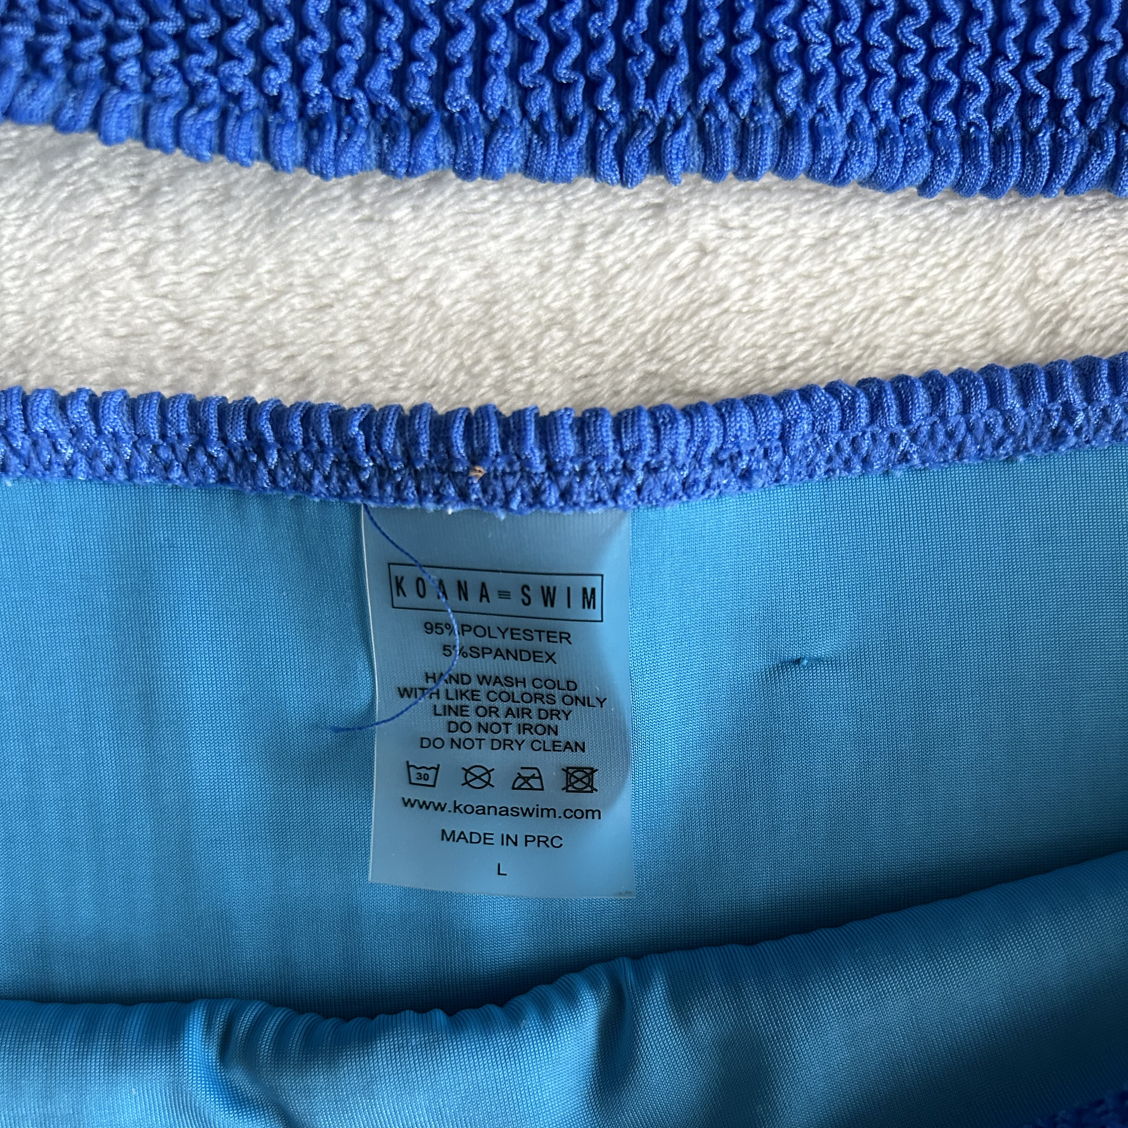 KOANA≡SWIM
95%POLYESTER
5%SPANDEX
HAND WASH COLD
WITH LIKE COLORS ONLY
LINE OR AIR DRY
DO NOT IRON
DO NOT DRY CLEAN
30
www.koanaswim.com
MADE IN PRC
L